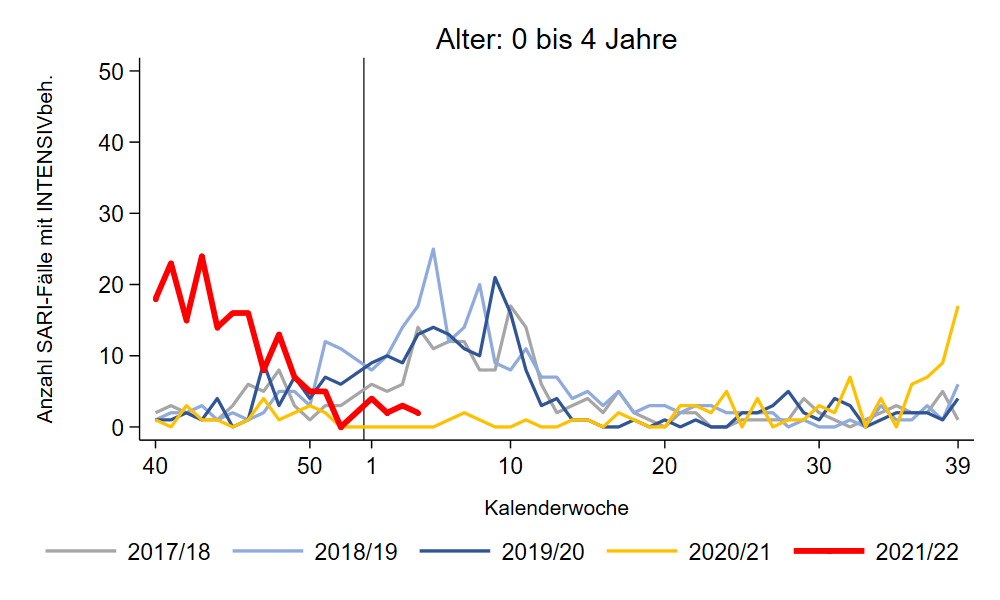 Alter: 0 bis 4 Jahre
Anzahl SARI-Fälle mit INTENSIVbeh.
50
40
30
20
10
0
40 50 1 10 20 30 39
Kalenderwoche
2017/18 2018/19 2019/20 2020/21 2021/22